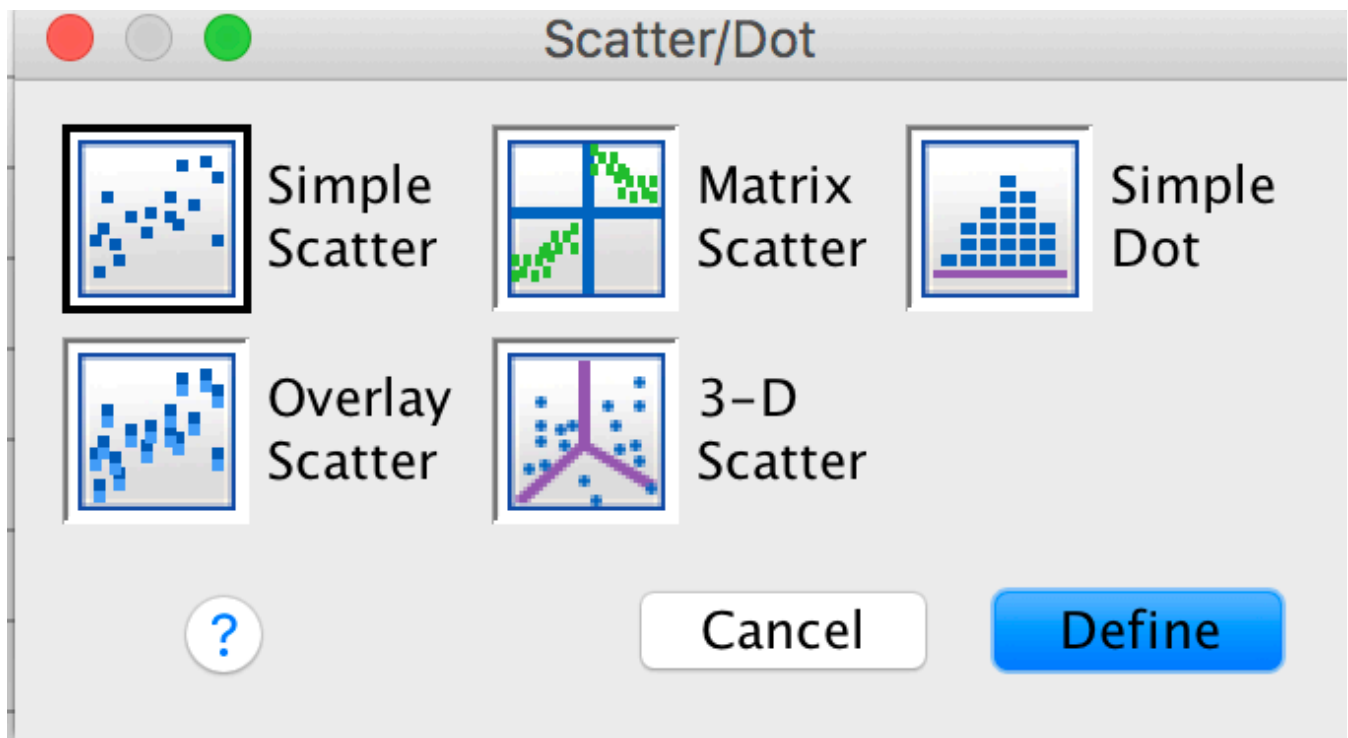 Scatter/Dot
Simple
Scatter
Matrix
Scatter
Simple
Dot
Overlay
Scatter
3-D
Scatter
?
Cancel
Define